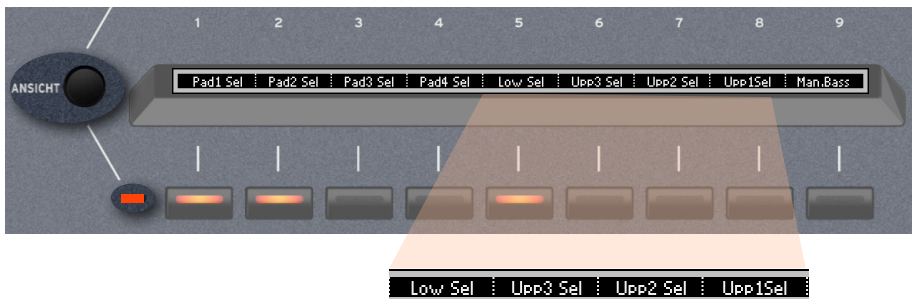 1 2 3 4 5 6 7 8 9
ANSICHT
Pad1 Sel Pad2 Sel Pad3 Sel Pad4 Sel Low Sel Upp3 Sel Upp2 Sel Upp1Sel Man.Bass
Low Sel Upp3 Sel Upp2 Sel Upp1Sel